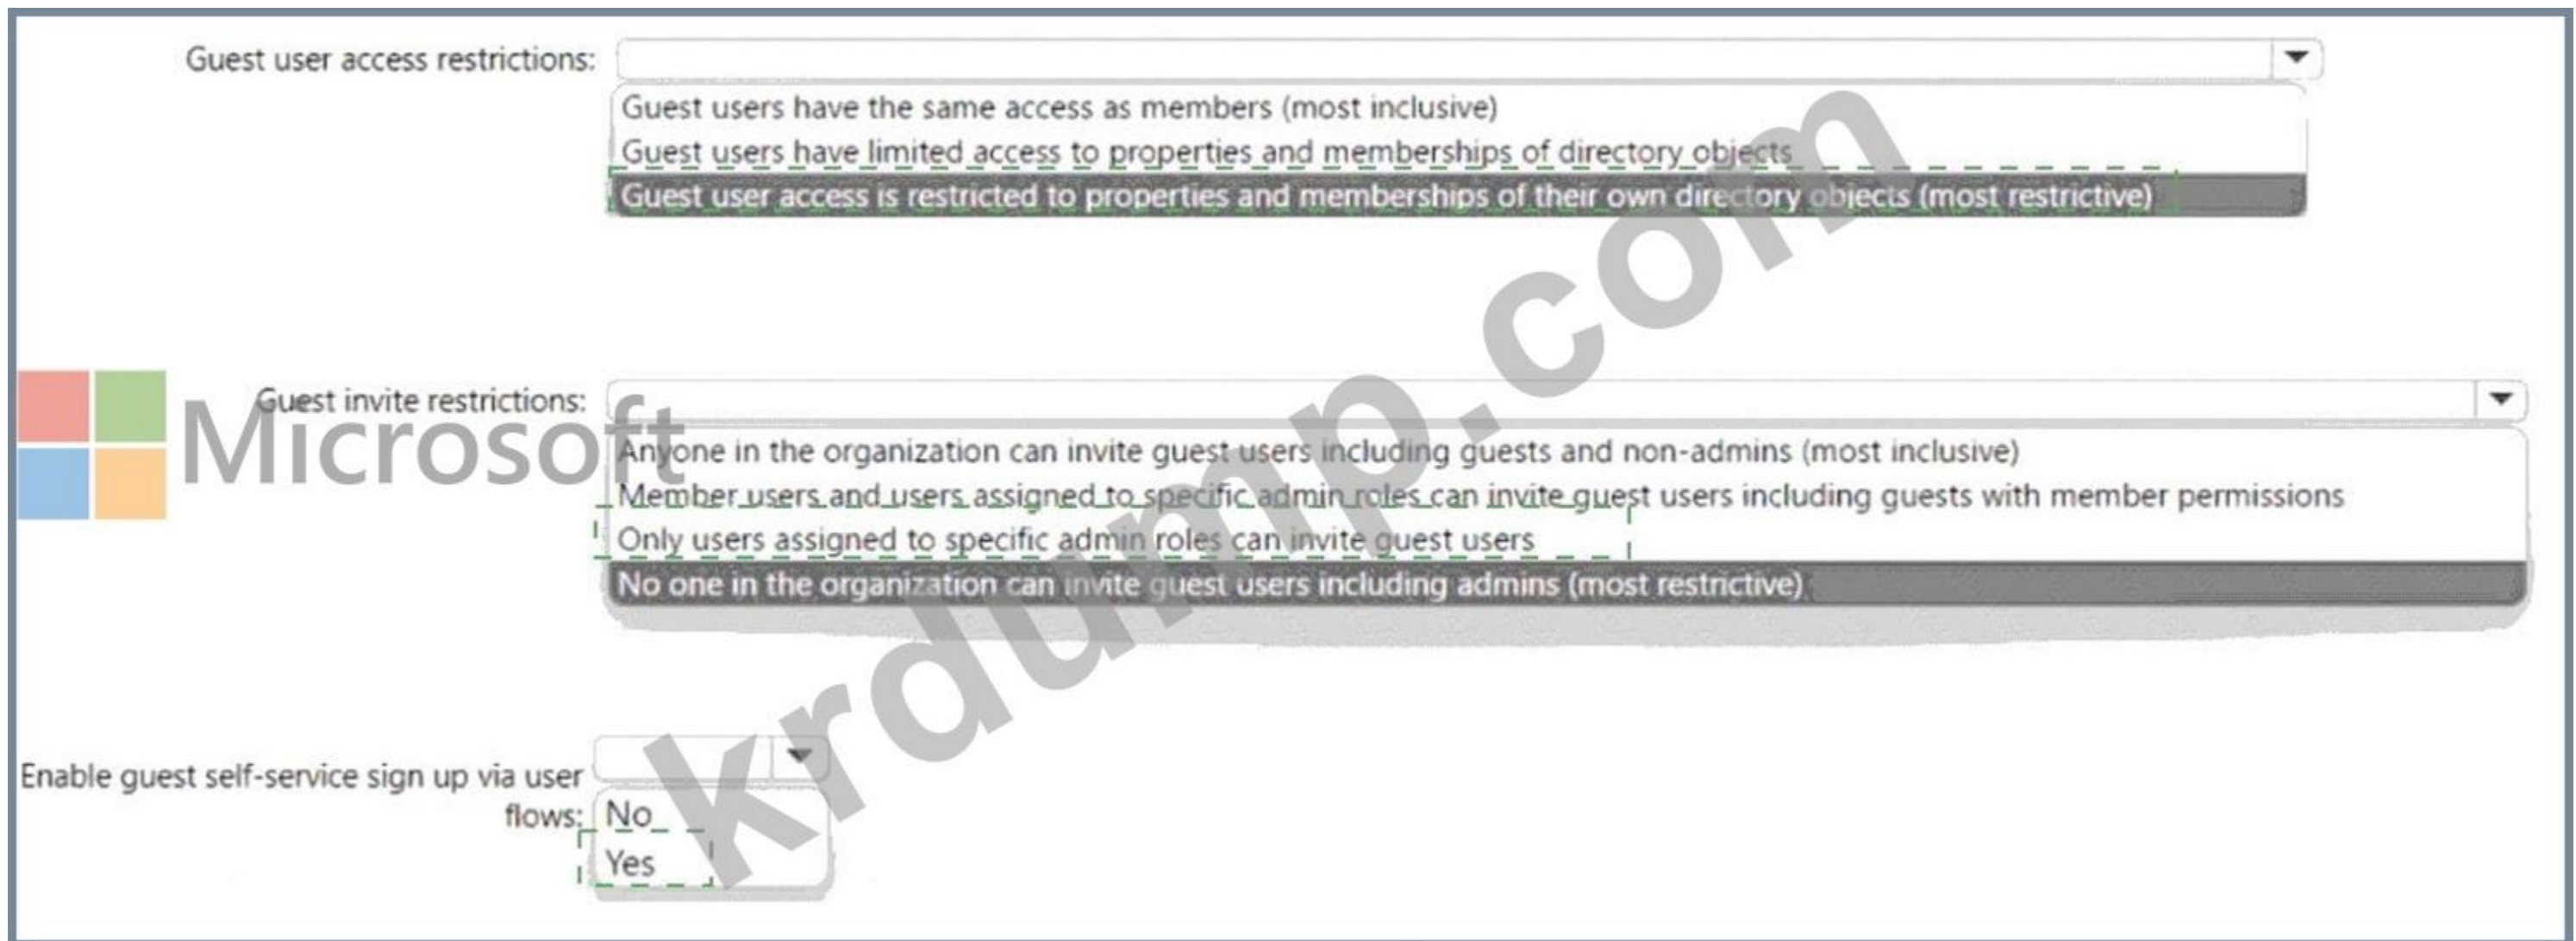 Guest user access restrictions:
Guest users have the same access as members (most inclusive)
Guest users have limited access to properties and memberships of directory objects
Guest user access is restricted to properties and memberships of their own directory objects (most restrictive)
Guest invite restrictions:
Microsoft
Anyone in the organization can invite guest users including guests and non-admins (most inclusive)
Member users and users assigned to specific admin roles can invite guest users including guests with member permissions
Only users assigned to specific admin roles can invite guest users
No one in the organization can invite guest users including admins (most restrictive)
Enable guest self-service sign up via user
flows:
No
Yes
krdump.com